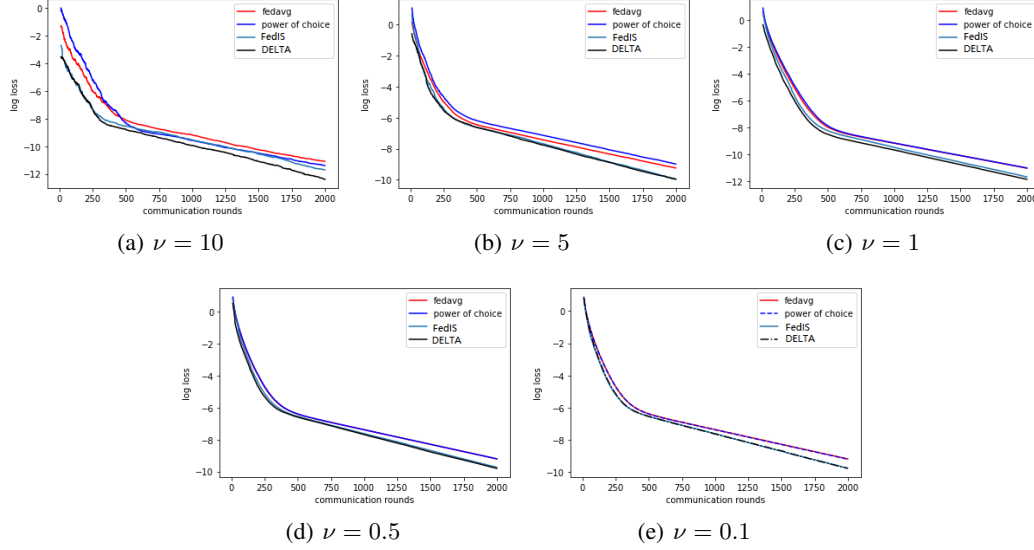 fedavg
power of choice
FedIS
DELTA
log loss
0
−2
−4
−6
−8
−10
−12
0 250 500 750 1000 1250 1500 1750 2000
communication rounds
(a) ν = 10
fedavg
power of choice
FedIS
DELTA
log loss
0
−2
−4
−6
−8
−10
0 250 500 750 1000 1250 1500 1750 2000
communication rounds
(b) ν = 5
fedavg
power of choice
FedIS
DELTA
log loss
0
−2
−4
−6
−8
−10
−12
0 250 500 750 1000 1250 1500 1750 2000
communication rounds
(c) ν = 1
fedavg
power of choice
FedIS
DELTA
log loss
0
−2
−4
−6
−8
−10
0 250 500 750 1000 1250 1500 1750 2000
communication rounds
(d) ν = 0.5
fedavg
power of choice
FedIS
DELTA
log loss
0
−2
−4
−6
−8
−10
0 250 500 750 1000 1250 1500 1750 2000
communication rounds
(e) ν = 0.1